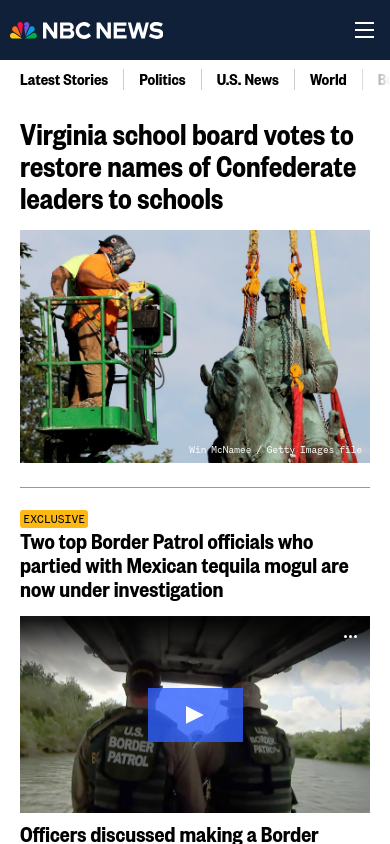 NBC NEWS
Latest Stories
Politics
U.S. News
World
Virginia school board votes to
restore names of Confederate
leaders to schools
Win McNamee / Getty Images file
EXCLUSIVE
Two top Border Patrol officials who
partied with Mexican tequila mogul are
now under investigation
U.S.
BORDER
PATROL
U.S.
BORDER
PATROL
Officers discussed making a Border